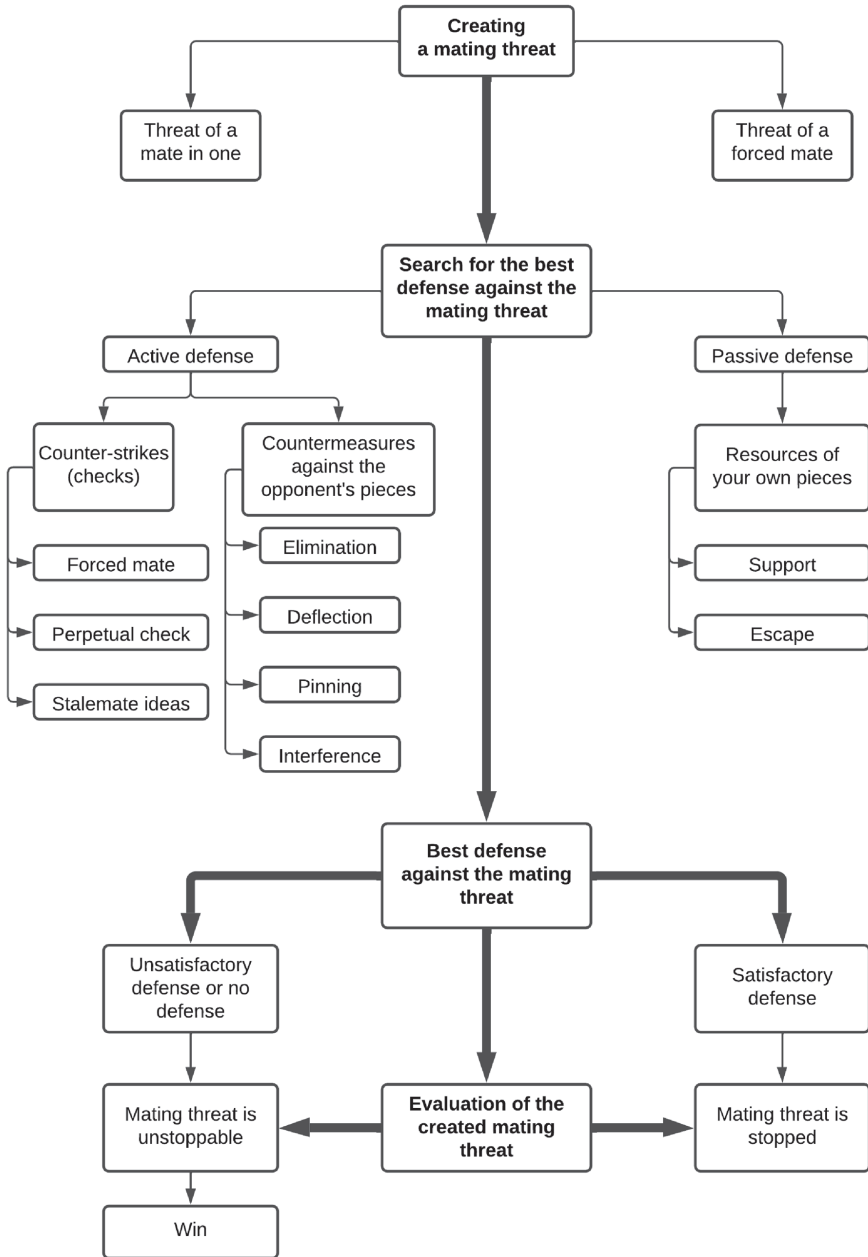 Creating
a mating threat
Threat of a
mate in one
Threat of a
forced mate
Search for the best
defense against the
mating threat
Active defense
Passive defense
Counter-strikes
(checks)
Countermeasures
against the
opponent's pieces
Resources of
your own pieces
Elimination
Forced mate
Support
Deflection
Perpetual check
Escape
Pinning
Stalemate ideas
Interference
Best defense
against the mating
threat
Unsatisfactory
defense or no
defense
Satisfactory
defense
Mating threat is
unstoppable
Evaluation of the
created mating
threat
Mating threat is
stopped
Win